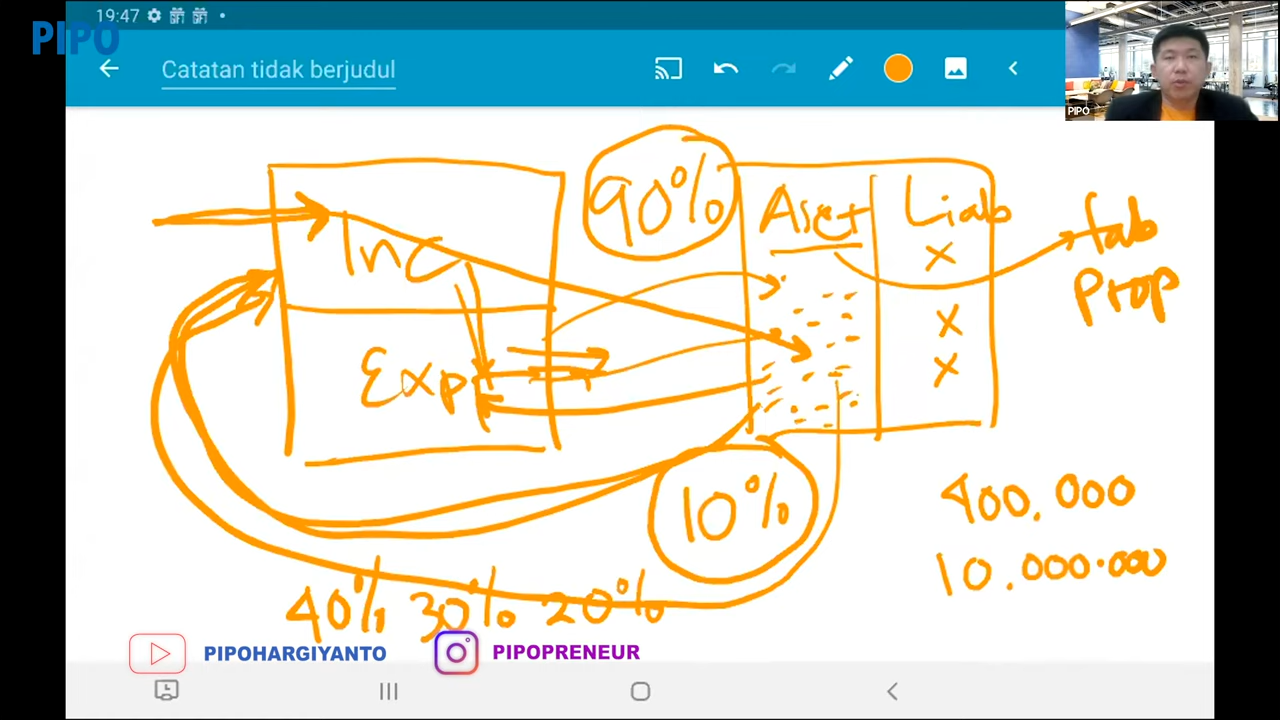 19:47
PIPO
Catatan tidak berjudul
PIPO
90%
Aset
Liab
Inc
tab
Prop
x
x
x
Exp
10%
400.000
10.000.000
40% 30% 20%
PIPOHARGIYANTO
PIPOPRENEUR